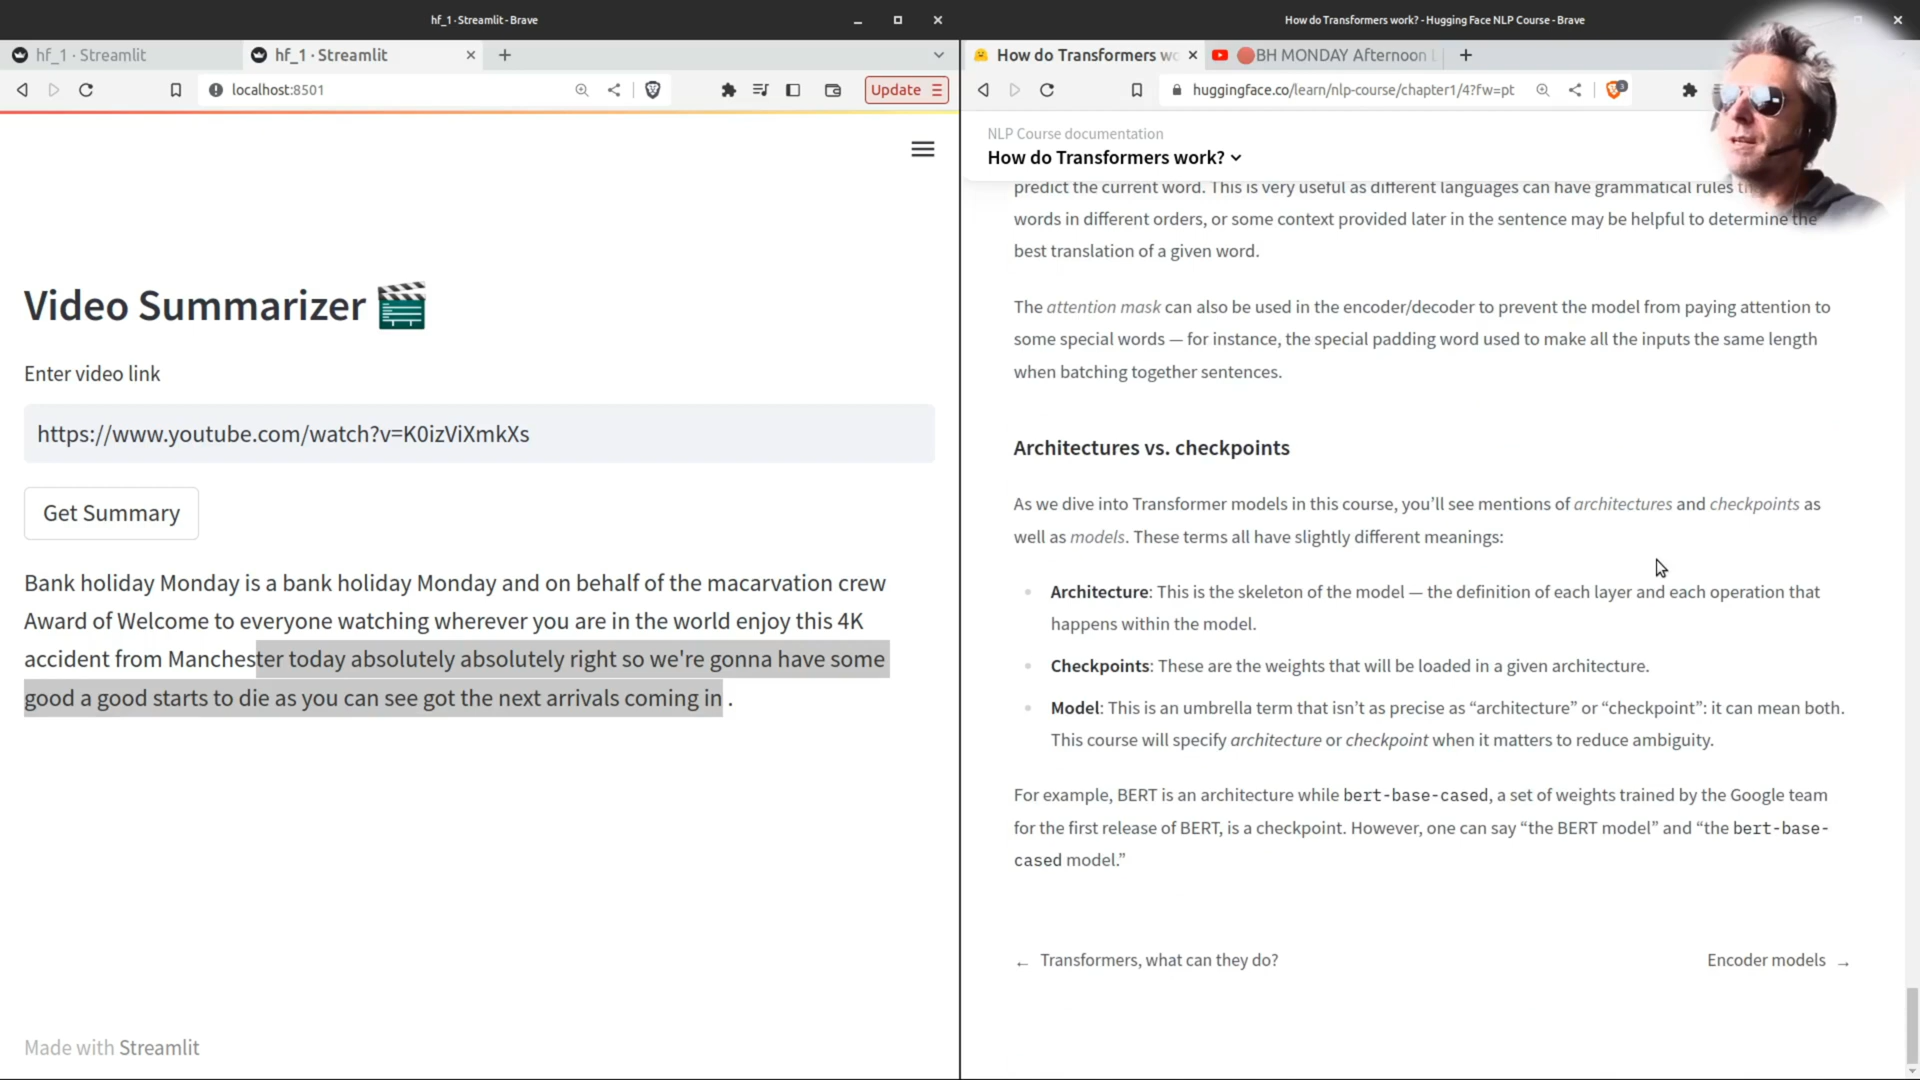 hf_1 · Streamlit - Brave
hf_1 · Streamlit
hf_1 · Streamlit
localhost:8501
Update
Video Summarizer
Enter video link
https://www.youtube.com/watch?v=K0izViXmkXs
Get Summary
Bank holiday Monday is a bank holiday Monday and on behalf of the macarvation crew
Award of Welcome to everyone watching wherever you are in the world enjoy this 4K
accident from Manchester today absolutely absolutely right so we're gonna have some
good a good starts to die as you can see got the next arrivals coming in .
Made with Streamlit
How do Transformers work? - Hugging Face NLP Course - Brave
How do Transformers wo
BH MONDAY Afternoon
huggingface.co/learn/nlp-course/chapter1/4?fw=pt
3
NLP Course documentation
How do Transformers work?
predict the current word. This is very useful as different languages can have grammatical rules
words in different orders, or some context provided later in the sentence may be helpful to determine the
best translation of a given word.
The attention mask can also be used in the encoder/decoder to prevent the model from paying attention to
some special words — for instance, the special padding word used to make all the inputs the same length
when batching together sentences.
Architectures vs. checkpoints
As we dive into Transformer models in this course, you’ll see mentions of architectures and checkpoints as
well as models. These terms all have slightly different meanings:
Architecture: This is the skeleton of the model — the definition of each layer and each operation that
happens within the model.
Checkpoints: These are the weights that will be loaded in a given architecture.
Model: This is an umbrella term that isn’t as precise as “architecture” or “checkpoint”: it can mean both.
This course will specify architecture or checkpoint when it matters to reduce ambiguity.
For example, BERT is an architecture while bert-base-cased, a set of weights trained by the Google team
for the first release of BERT, is a checkpoint. However, one can say “the BERT model” and “the bert-base-
cased model.”
← Transformers, what can they do?
Encoder models →